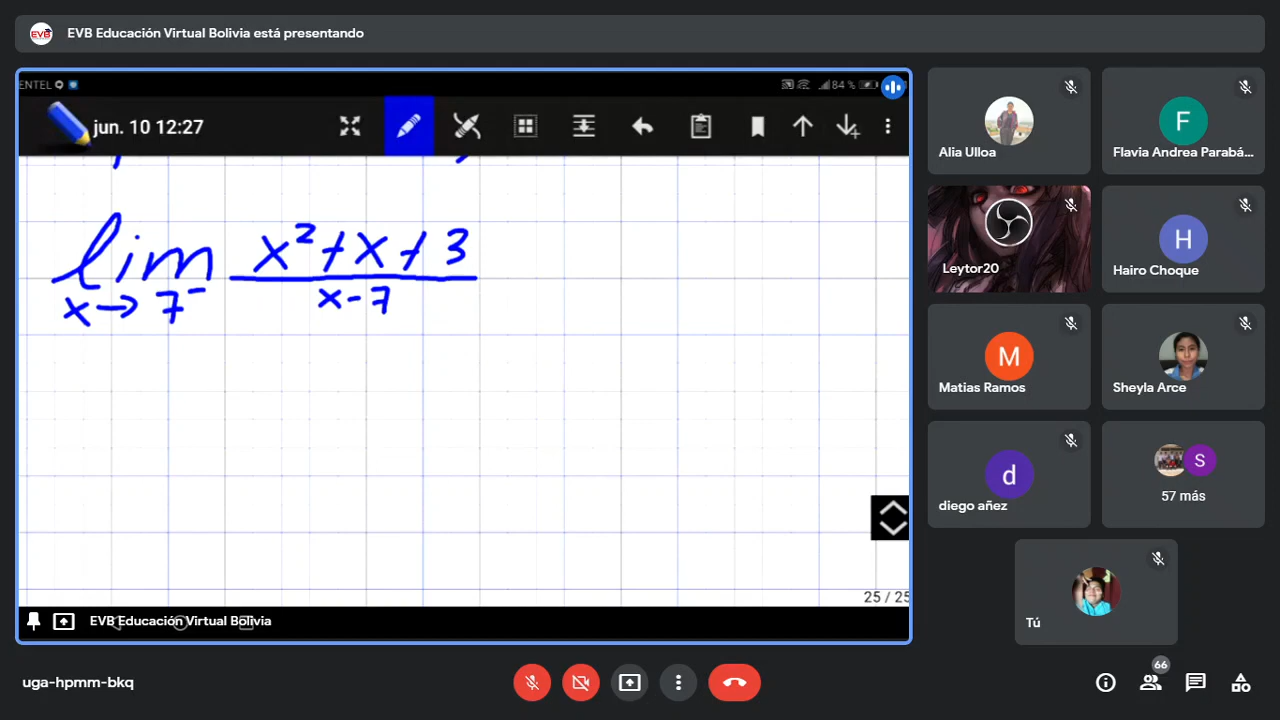 EVB
EVB Educación Virtual Bolivia está presentando
ENTEL
84 %
jun. 10 12:27
lim x²+x+3
x→7⁻ x-7
25 / 25
EVB Educación Virtual Bolivia
Alia Ulloa
F
Flavia Andrea Parabá...
Leytor20
H
Hairo Choque
M
Matias Ramos
Sheyla Arce
d
diego añez
S
57 más
Tú
uga-hpmm-bkq
66